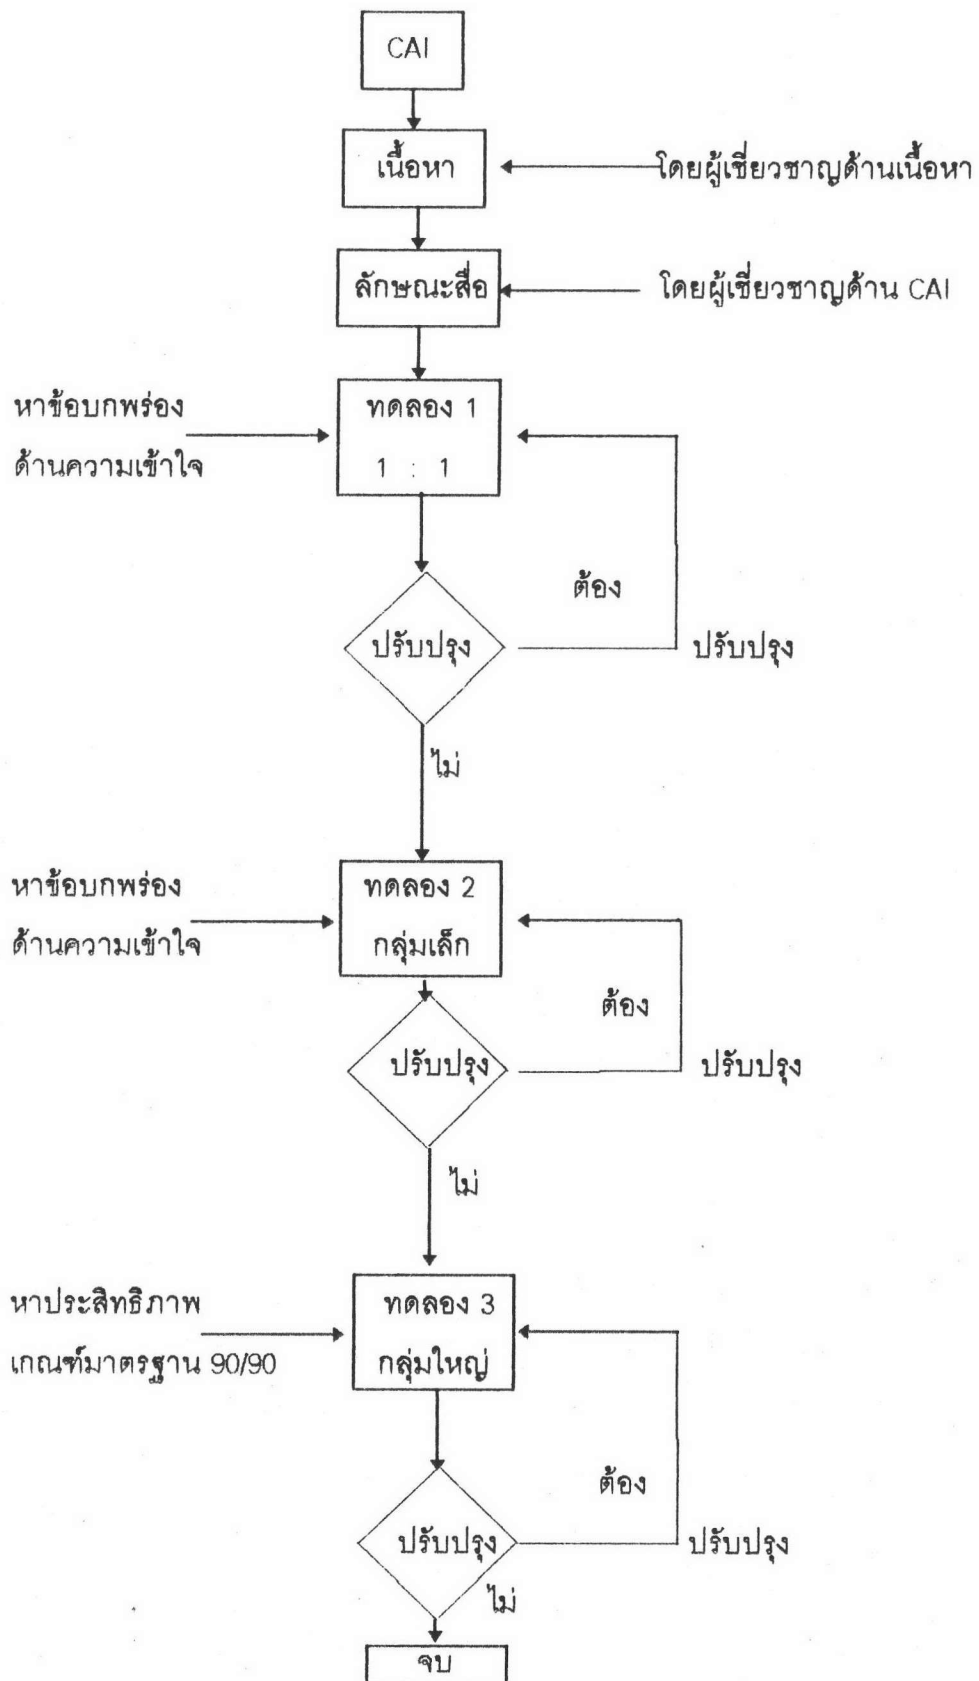 CAI
เนื้อหา
โดยผู้เชี่ยวชาญด้านเนื้อหา
ลักษณะสื่อ
โดยผู้เชี่ยวชาญด้าน CAI
หาข้อบกพร่อง
ด้านความเข้าใจ
ทดลอง 1
1 : 1
ต้อง
ปรับปรุง
ปรับปรุง
ไม่
หาข้อบกพร่อง
ด้านความเข้าใจ
ทดลอง 2
กลุ่มเล็ก
ต้อง
ปรับปรุง
ปรับปรุง
ไม่
หาประสิทธิภาพ
เกณฑ์มาตรฐาน 90/90
ทดลอง 3
กลุ่มใหญ่
ต้อง
ปรับปรุง
ปรับปรุง
ไม่
จบ